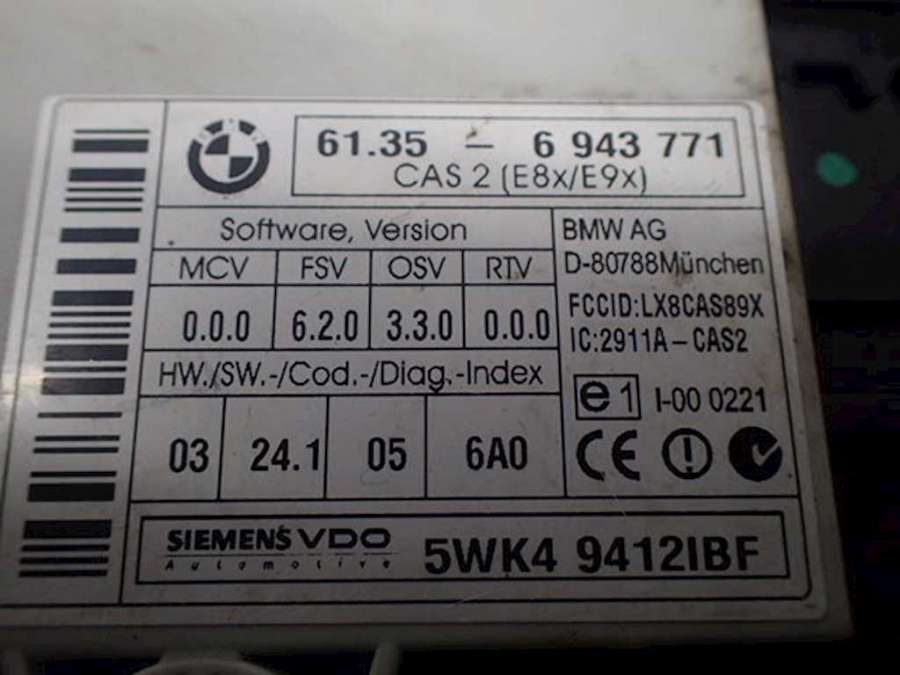 BMW
61.35 - 6 943 771
CAS 2 (E8x/E9x)
Software, Version
MCV FSV OSV RTV
0.0.0 6.2.0 3.3.0 0.0.0
HW./SW.-/Cod.-/Diag.-Index
03 24.1 05 6A0
BMW AG
D-80788München
FCCID:LX8CAS89X
IC:2911A-CAS2
e1 I-00 0221
CE
SIEMENS VDO
Automotive
5WK4 9412IBF